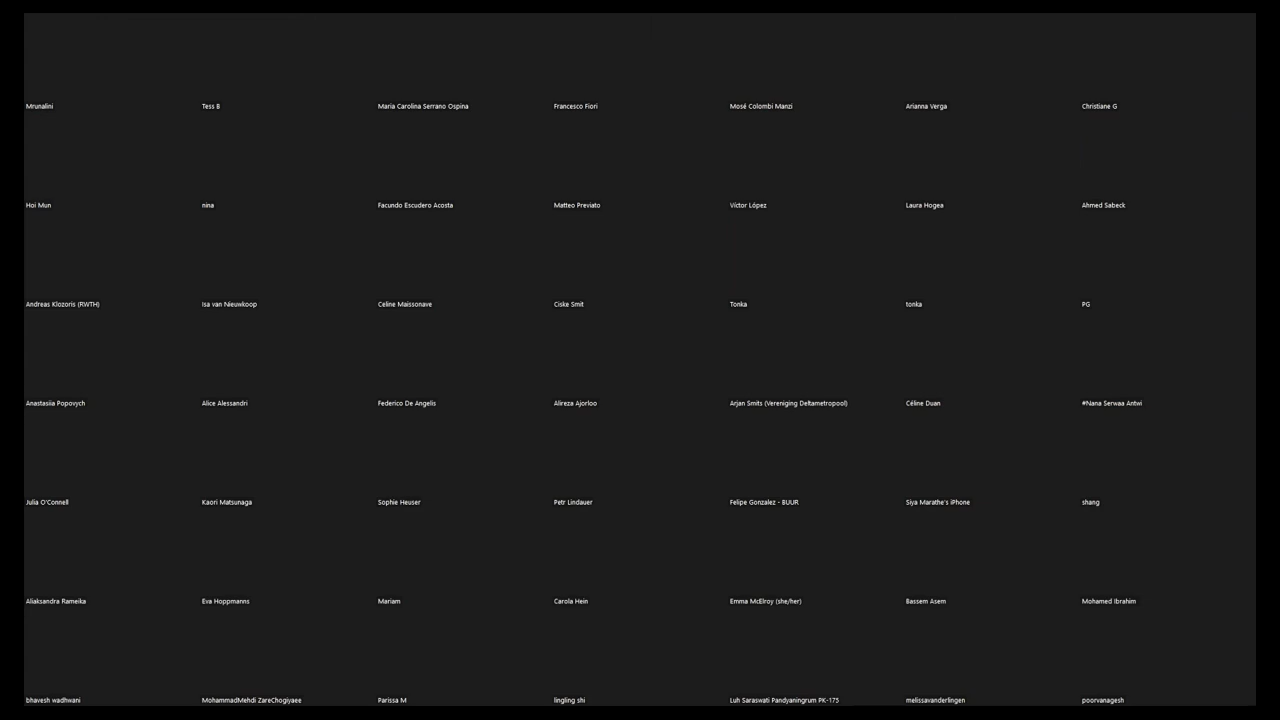 Mrunalini
Tess B
María Carolina Serrano Ospina
Francesco Fiori
Mosé Colombi Manzi
Arianna Verga
Christiane G
Hoi Mun
nina
Facundo Escudero Acosta
Matteo Previato
Víctor López
Laura Hogea
Ahmed Sabeck
Andreas Klozoris (RWTH)
Isa van Nieuwkoop
Celine Maissonave
Ciske Smit
Tonka
tonka
PG
Anastasiia Popovych
Alice Alessandri
Federico De Angelis
Alireza Ajorloo
Arjan Smits (Vereniging Deltametropool)
Céline Duan
#Nana Serwaa Antwi
Julia O'Connell
Kaori Matsunaga
Sophie Heuser
Petr Lindauer
Felipe Gonzalez - BUUR
Siya Marathe's iPhone
shang
Aliaksandra Rameika
Eva Hoppmanns
Mariam
Carola Hein
Emma McElroy (she/her)
Bassem Asem
Mohamed Ibrahim
bhavesh wadhwani
MohammadMehdi ZareChogiyaee
Parissa M
lingling shi
Luh Saraswati Pandyaningrum PK-175
melissavanderlingen
poorvanagesh